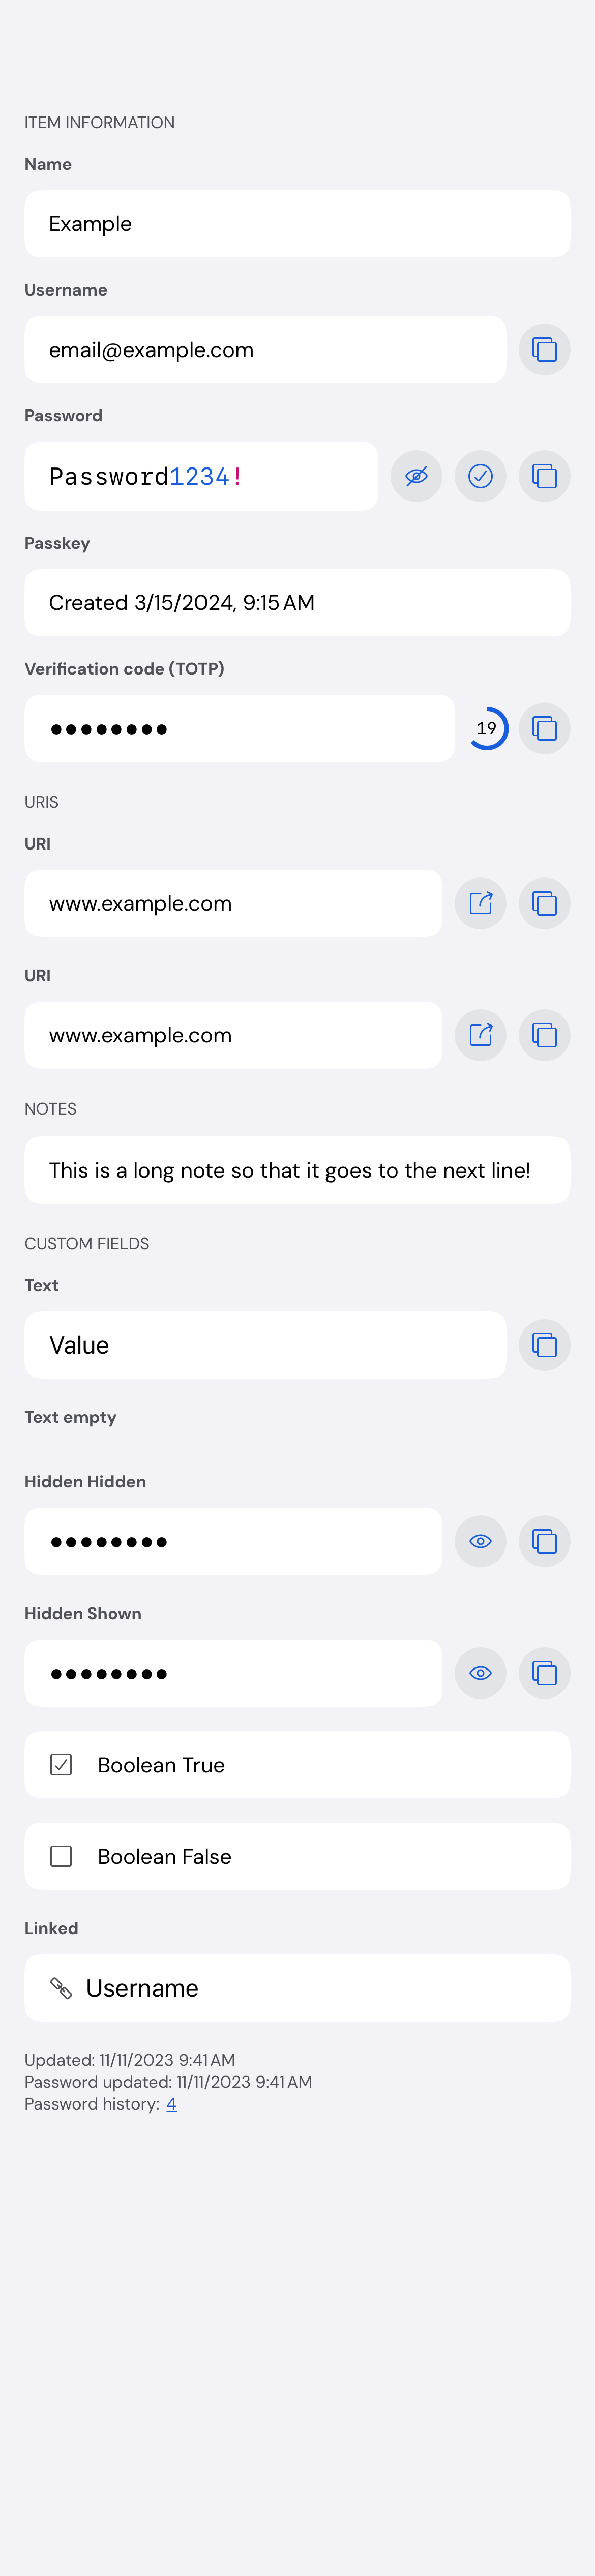 ITEM INFORMATION
Name
Example
Username
email@example.com
Password
Password1234!
Passkey
Created 3/15/2024, 9:15 AM
Verification code (TOTP)
●●●●●●●●
19
URIS
URI
www.example.com
URI
www.example.com
NOTES
This is a long note so that it goes to the next line!
CUSTOM FIELDS
Text
Value
Text empty
Hidden Hidden
●●●●●●●●
Hidden Shown
●●●●●●●●
Boolean True
Boolean False
Linked
Username
Updated: 11/11/2023 9:41 AM
Password updated: 11/11/2023 9:41 AM
Password history: 4